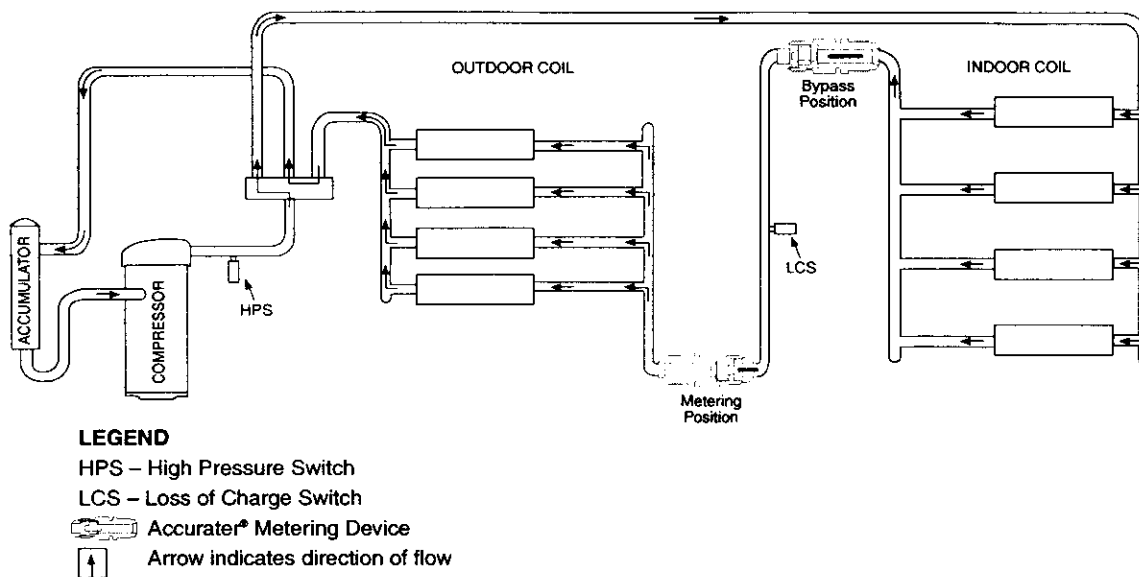 OUTDOOR COIL
INDOOR COIL
Bypass
Position
ACCUMULATOR
COMPRESSOR
HPS
LCS
Metering
Position
LEGEND
HPS – High Pressure Switch
LCS – Loss of Charge Switch
Accurater® Metering Device
Arrow indicates direction of flow